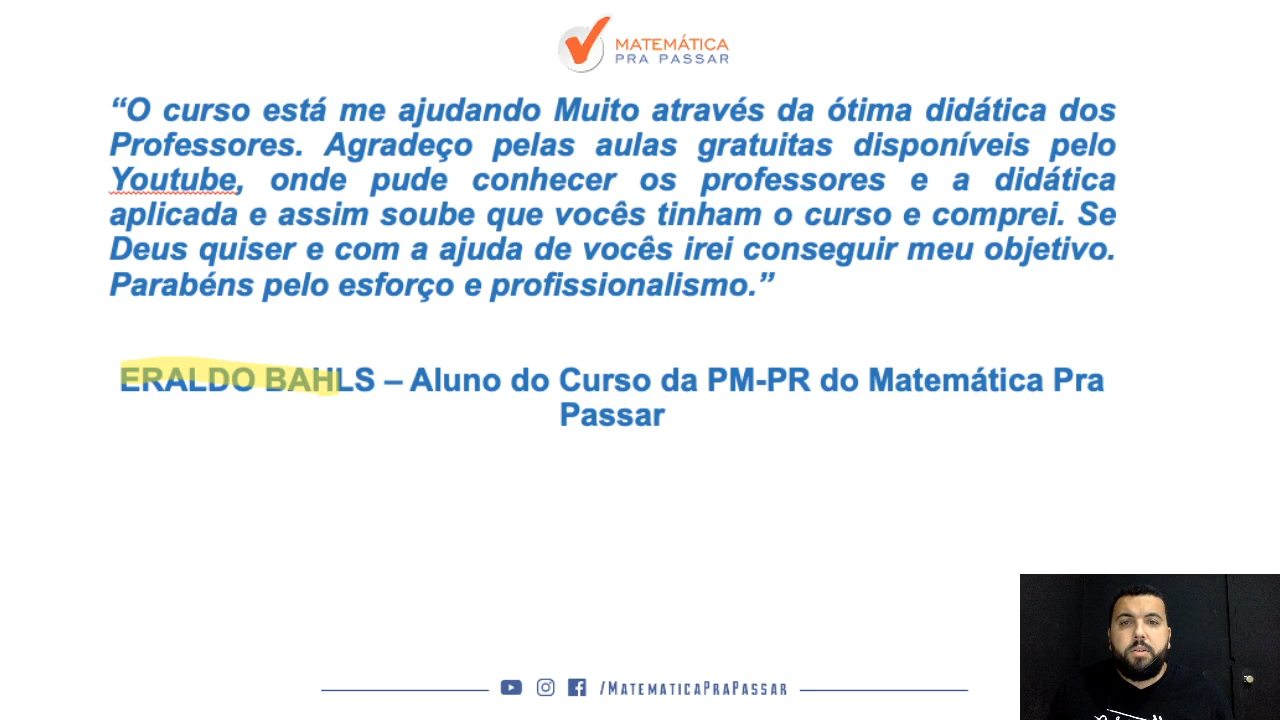 MATEMÁTICA
PRA PASSAR
“O curso está me ajudando Muito através da ótima didática dos
Professores. Agradeço pelas aulas gratuitas disponíveis pelo
Youtube, onde pude conhecer os professores e a didática
aplicada e assim soube que vocês tinham o curso e comprei. Se
Deus quiser e com a ajuda de vocês irei conseguir meu objetivo.
Parabéns pelo esforço e profissionalismo.”
ERALDO BAHLS – Aluno do Curso da PM-PR do Matemática Pra
Passar
/MATEMATICAPRAPASSAR